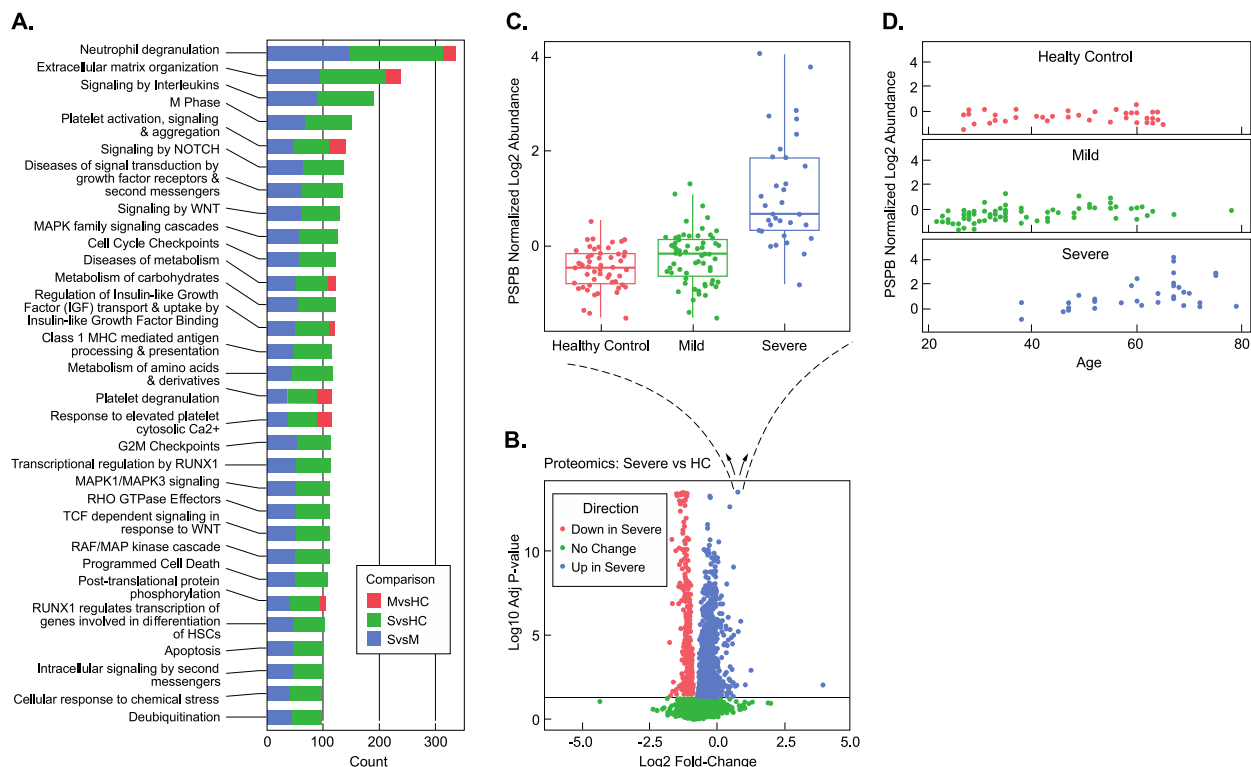 A.
Neutrophil degranulation
Extracellular matrix organization
Signaling by Interleukins
M Phase
Platelet activation, signaling
& aggregation
Signaling by NOTCH
Diseases of signal transduction by
growth factor receptors &
second messengers
Signaling by WNT
MAPK family signaling cascades
Cell Cycle Checkpoints
Diseases of metabolism
Metabolism of carbohydrates
Regulation of Insulin-like Growth
Factor (IGF) transport & uptake by
Insulin-like Growth Factor Binding
Class 1 MHC mediated antigen
processing & presentation
Metabolism of amino acids
& derivatives
Platelet degranulation
Response to elevated platelet
cytosolic Ca2+
G2M Checkpoints
Transcriptional regulation by RUNX1
MAPK1/MAPK3 signaling
RHO GTPase Effectors
TCF dependent signaling in
response to WNT
RAF/MAP kinase cascade
Programmed Cell Death
Post-translational protein
phosphorylation
RUNX1 regulates transcription of
genes involved in differentiation
of HSCs
Apoptosis
Intracellular signaling by second
messengers
Cellular response to chemical stress
Deubiquitination
0 100 200 300
Count
Comparison
MvsHC
SvsHC
SvsM
C.
PSPB Normalized Log2 Abundance
4
2
0
Healthy Control Mild Severe
B.
Proteomics: Severe vs HC
Log10 Adj P-value
10
5
0
Direction
Down in Severe
No Change
Up in Severe
-5.0 -2.5 0.0 2.5 5.0
Log2 Fold-Change
D.
PSPB Normalized Log2 Abundance
Healty Control
4
2
0
Mild
4
2
0
Severe
4
2
0
20 40 60 80
Age